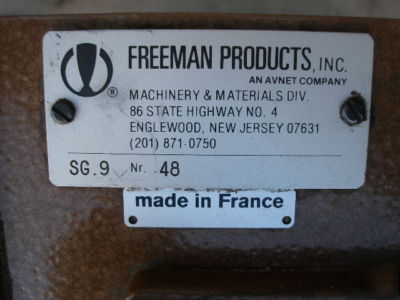 FREEMAN PRODUCTS, INC.
AN AVNET COMPANY
®
MACHINERY & MATERIALS DIV.
86 STATE HIGHWAY NO. 4
ENGLEWOOD, NEW JERSEY 07631
(201) 871-0750
SG.9 Nr. 48
made in France